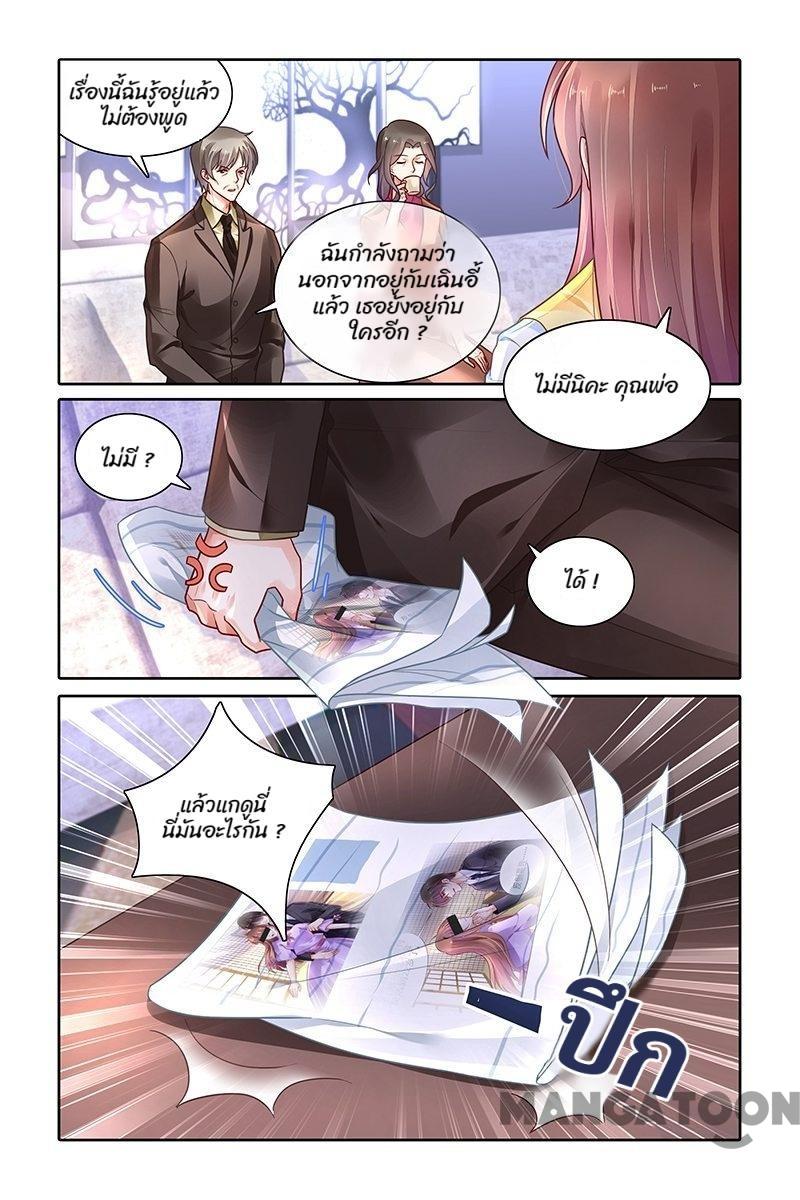 เรื่องนี้ฉันรู้อยู่แล้ว
ไม่ต้องพูด
ฉันกำลังถามว่า
นอกจากอยู่กับเฉินอี้
แล้ว เธอยังอยู่กับ
ใครอีก ?
ไม่มีนิคะ คุณพ่อ
ไม่มี ?
ได้ !
แล้วแกดูนี่
นี่มันอะไรกัน ?
ปึก
MANGATOON